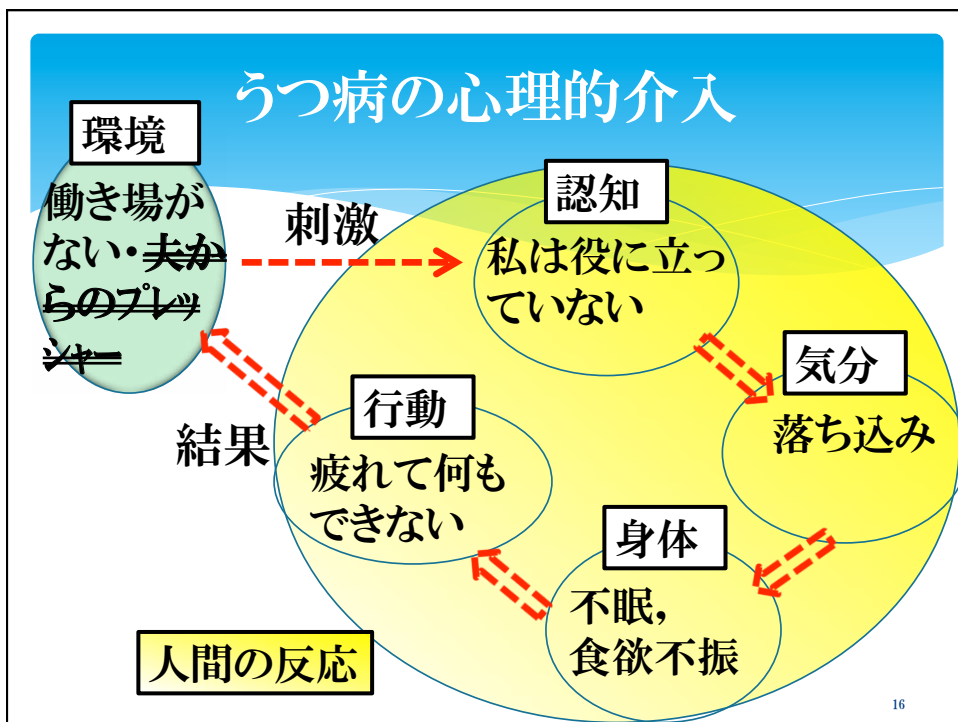 うつ病の心理的介入
環境
働き場が
ない・夫か
らのプレッ
シャー
刺激
認知
私は役に立っ
ていない
気分
落ち込み
身体
不眠，
食欲不振
行動
疲れて何も
できない
結果
人間の反応
16